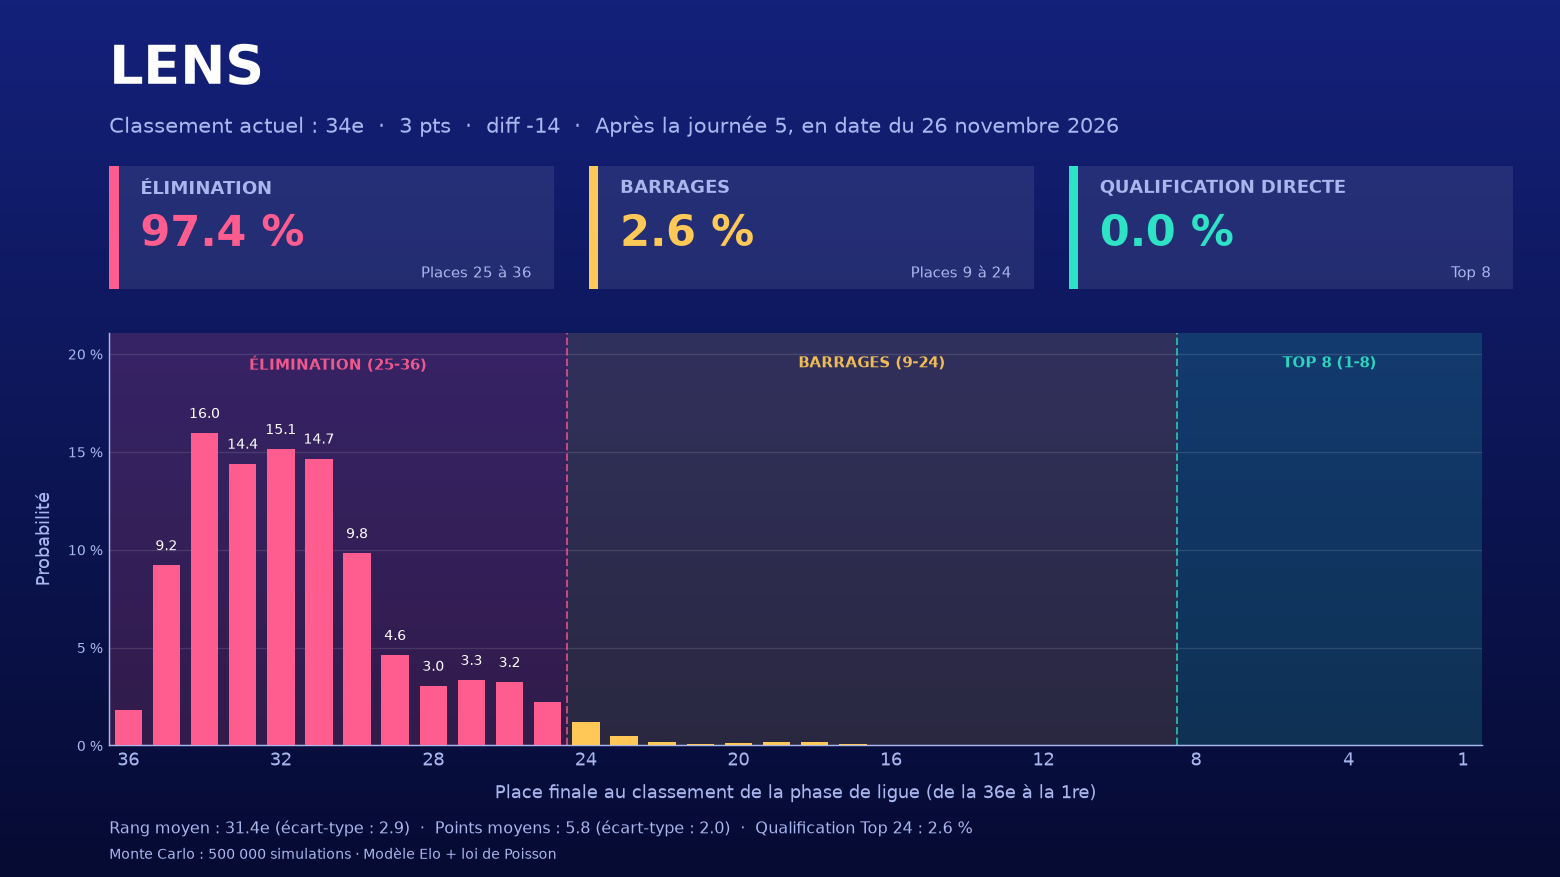 LENS
Classement actuel : 34e · 3 pts · diff -14 · Après la journée 5, en date du 26 novembre 2026
ÉLIMINATION
97.4 %
Places 25 à 36
BARRAGES
2.6 %
Places 9 à 24
QUALIFICATION DIRECTE
0.0 %
Top 8
ÉLIMINATION (25-36)
BARRAGES (9-24)
TOP 8 (1-8)
20 %
15 %
10 %
5 %
0 %
Probabilité
9.2
16.0
14.4
15.1
14.7
9.8
4.6
3.0
3.3
3.2
36
32
28
24
20
16
12
8
4
1
Place finale au classement de la phase de ligue (de la 36e à la 1re)
Rang moyen : 31.4e (écart-type : 2.9) · Points moyens : 5.8 (écart-type : 2.0) · Qualification Top 24 : 2.6 %
Monte Carlo : 500 000 simulations · Modèle Elo + loi de Poisson